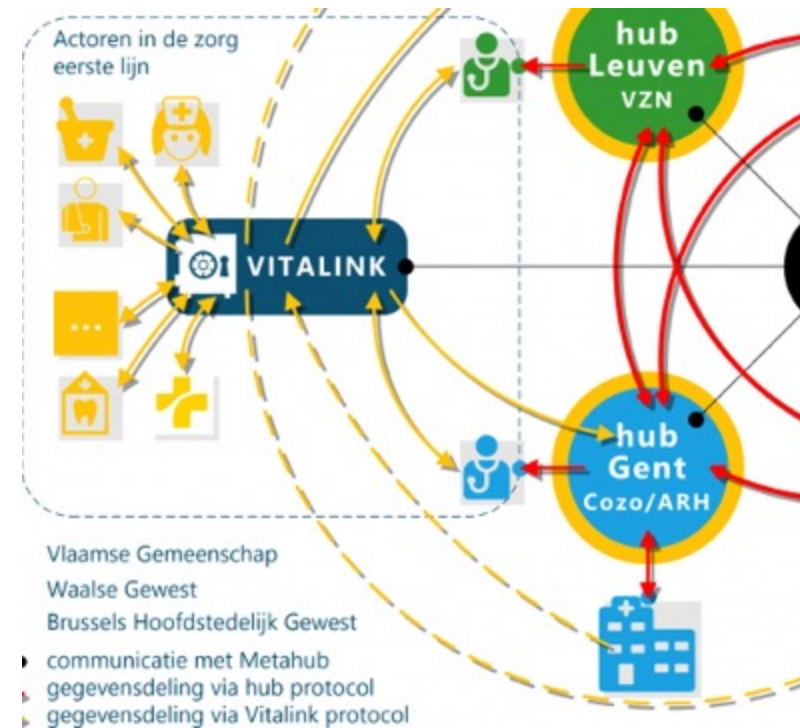 Actoren in de zorg
eerste lijn
hub
Leuven
VZN
VITALINK
...
hub
Gent
Cozo/ARH
Vlaamse Gemeenschap
Waalse Gewest
Brussels Hoofdstedelijk Gewest
communicatie met Metahub
gegevensdeling via hub protocol
gegevensdeling via Vitalink protocol